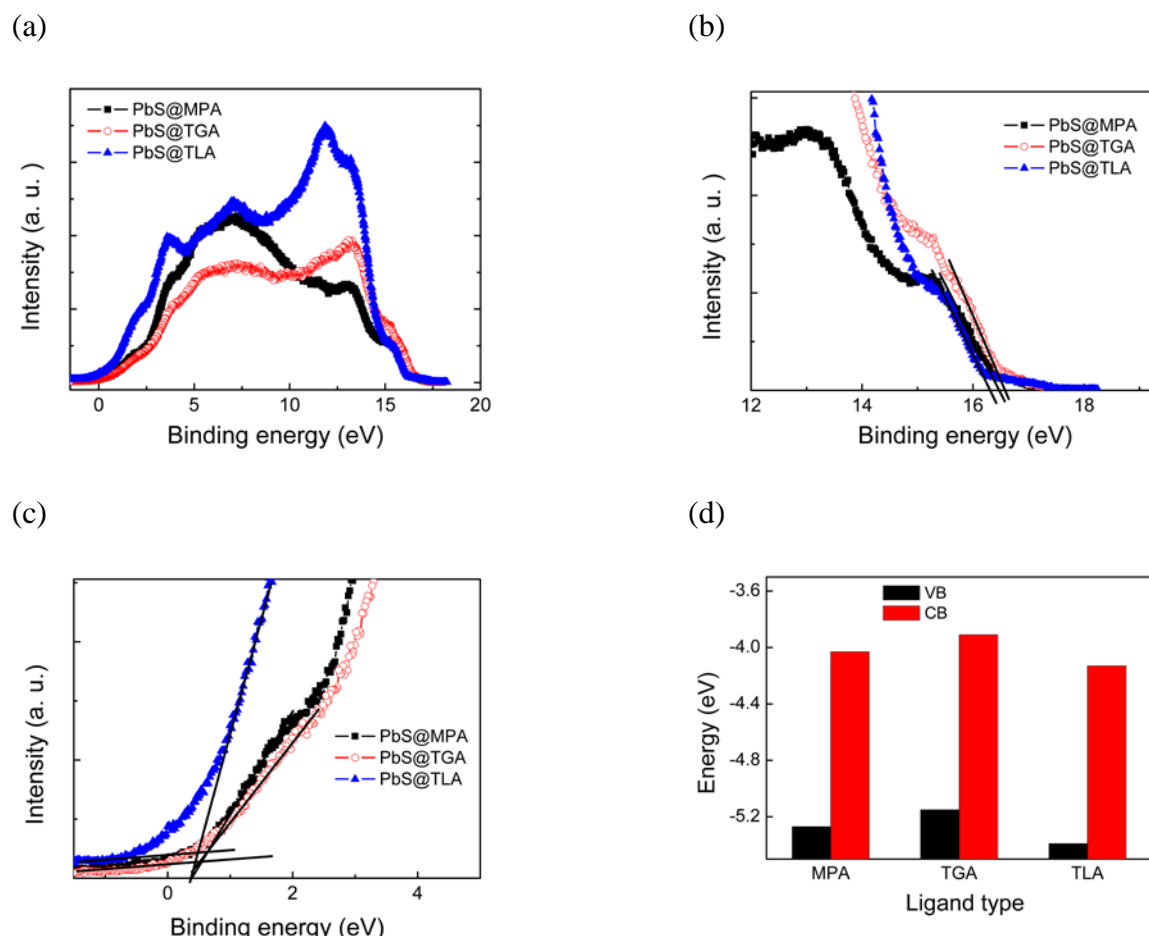 (a)
PbS@MPA
PbS@TGA
PbS@TLA
Intensity (a. u.)
0 5 10 15 20
Binding energy (eV)
(b)
PbS@MPA
PbS@TGA
PbS@TLA
Intensity (a. u.)
12 14 16 18
Binding energy (eV)
(c)
PbS@MPA
PbS@TGA
PbS@TLA
Intensity (a. u.)
0 2 4
Binding energy (eV)
(d)
VB
CB
-3.6
-4.0
-4.4
-4.8
-5.2
Energy (eV)
MPA TGA TLA
Ligand type